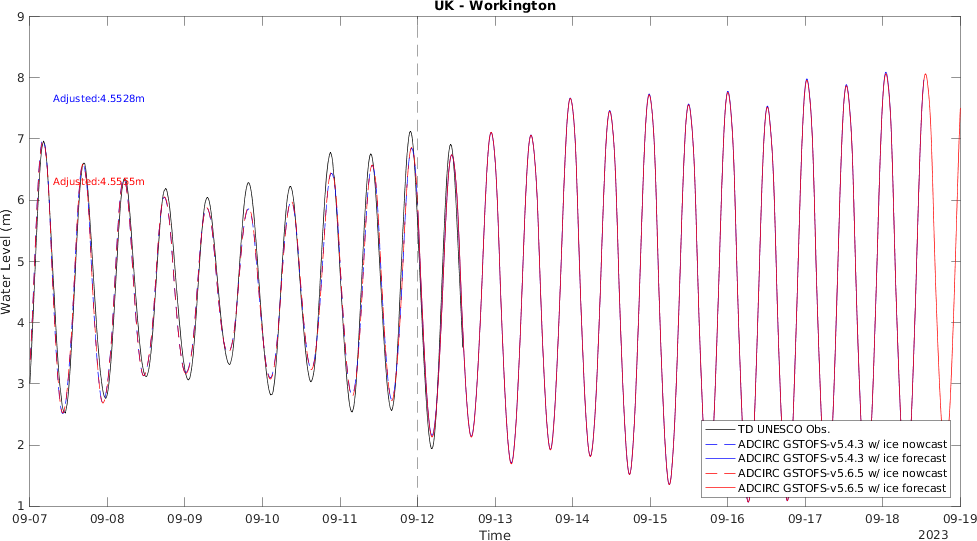 UK - Workington
9
8
7
6
5
4
3
2
1
Water Level (m)
Adjusted:4.5528m
TD UNESCO Obs.
ADCIRC GSTOFS-v5.4.3 w/ ice nowcast
ADCIRC GSTOFS-v5.4.3 w/ ice forecast
ADCIRC GSTOFS-v5.6.5 w/ ice nowcast
ADCIRC GSTOFS-v5.6.5 w/ ice forecast
09-07 09-08 09-09 09-10 09-11 09-12 09-13 09-14 09-15 09-16 09-17 09-18 09-19
Time
2023